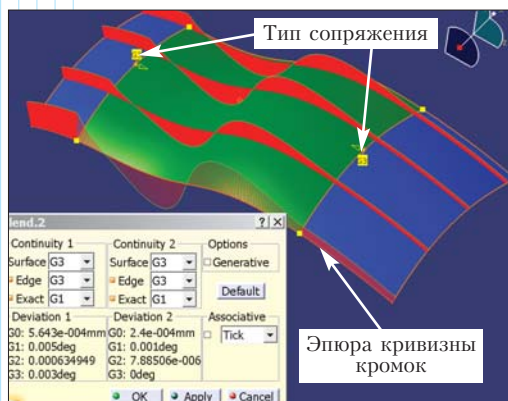 Тип сопряжения
G3
G3
lend.2 ? X
Continuity 1 Continuity 2 Options
Surface G3 Surface G3 Generative
Edge G3 Edge G3
Exact G1 Exact G1 Default
Deviation 1 Deviation 2 Associative
G0: 5.643e-004mm G0: 2.4e-004mm Tick
G1: 0.005deg G1: 0.001deg
G2: 0.000634949 G2: 7.88506e-006
G3: 0.003deg G3: 0deg
OK Apply Cancel
Эпюра кривизны
кромок